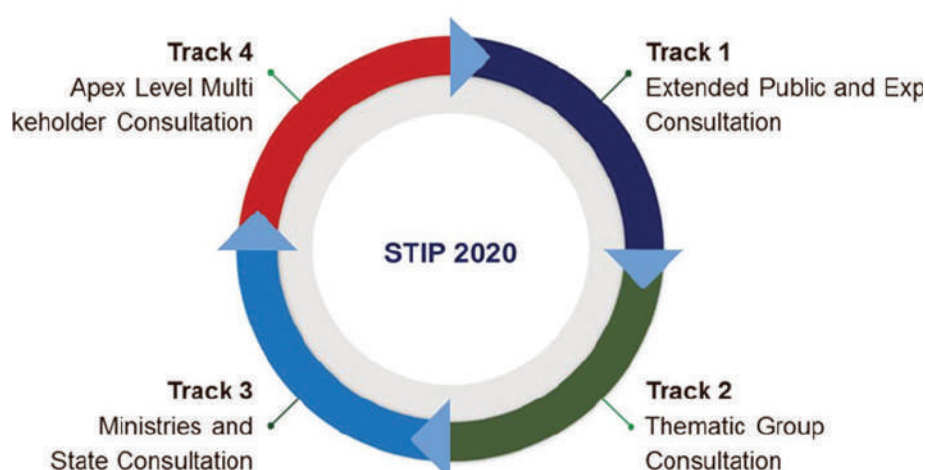 Track 4
Apex Level Multi
keholder Consultation
Track 1
Extended Public and Exp
Consultation
STIP 2020
Track 3
Ministries and
State Consultation
Track 2
Thematic Group
Consultation